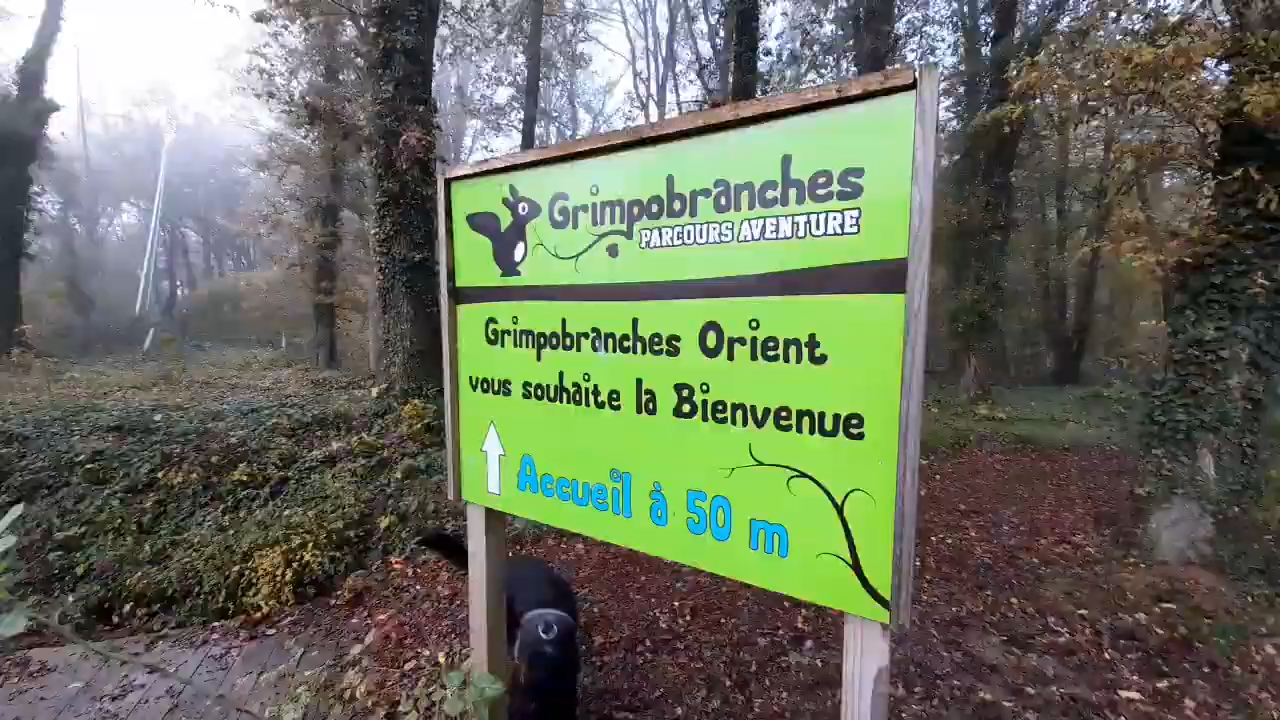 Grimpobranches
PARCOURS AVENTURE
Grimpobranches Orient
vous souhaite la Bienvenue
Accueil à 50 m